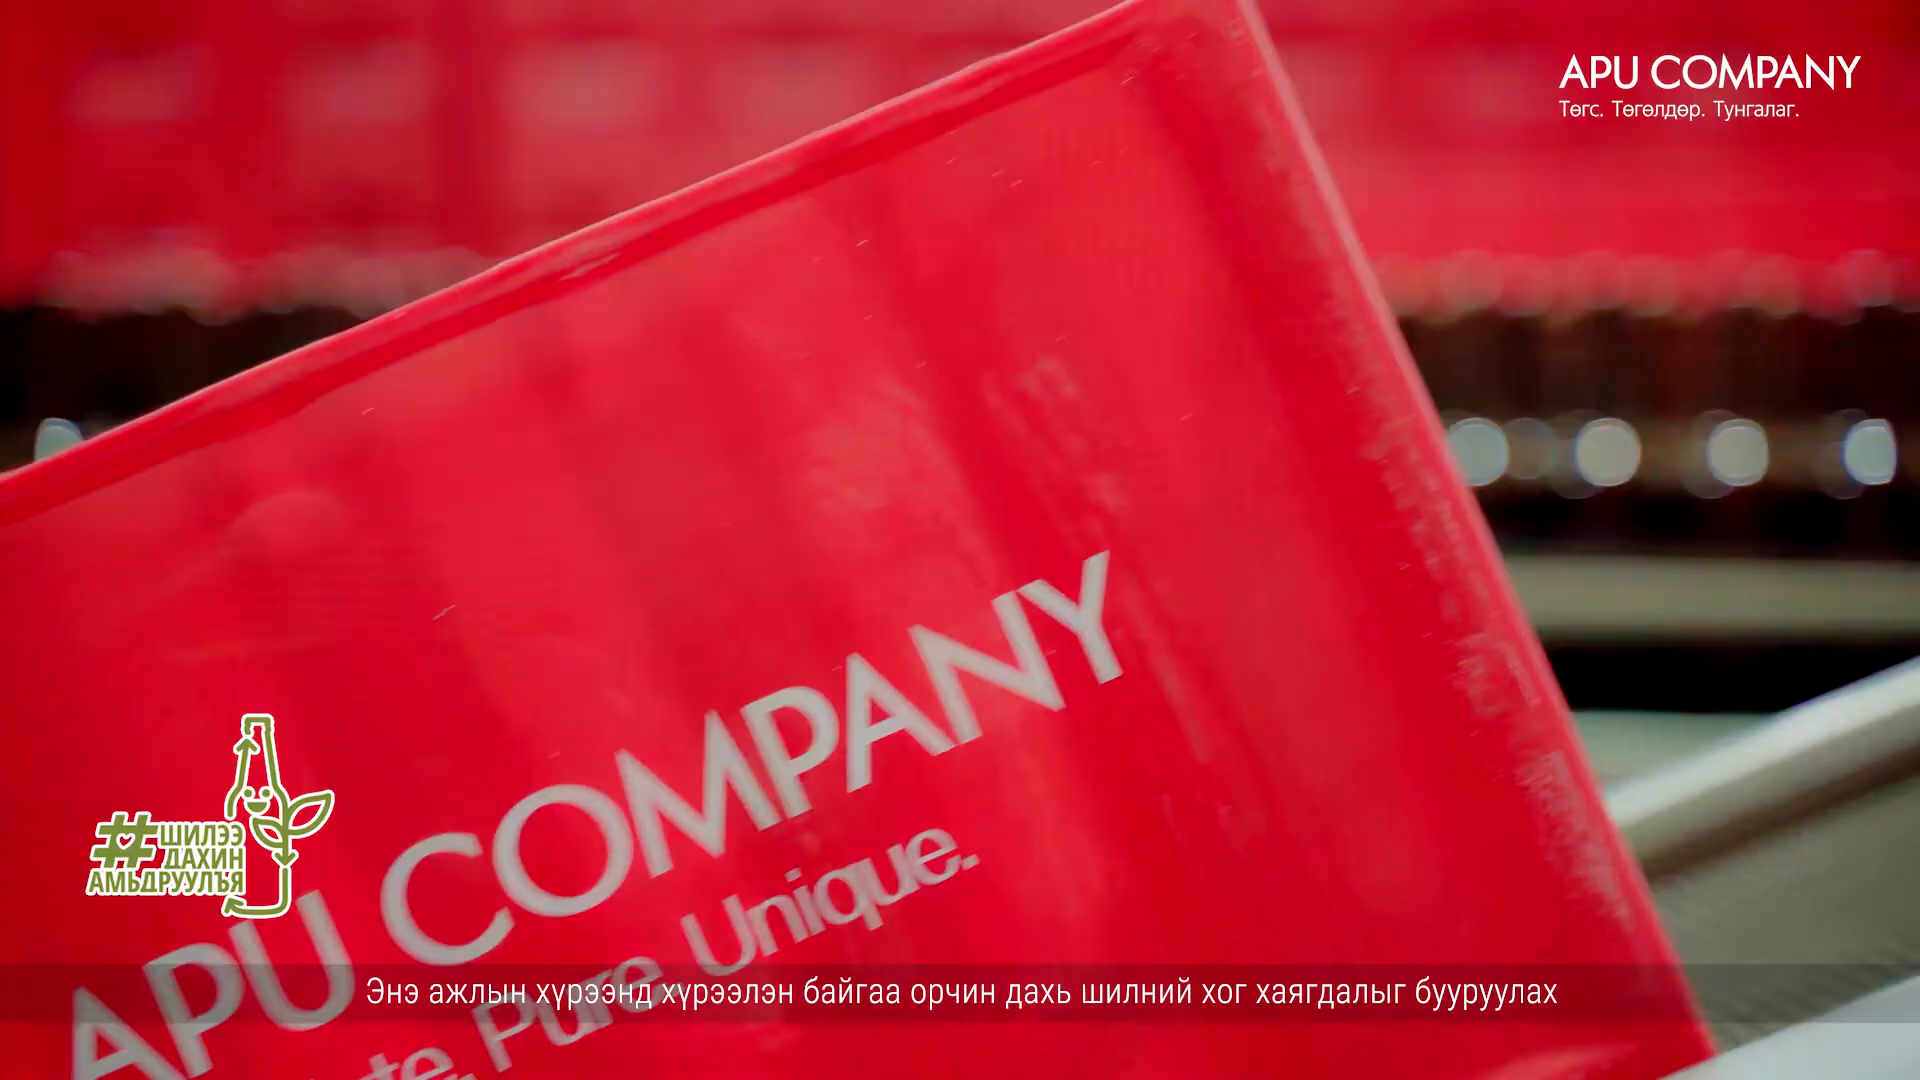 APU COMPANY
Төгс. Төгөлдөр. Тунгалаг.
APU COMPANY
Pure. Unique.
#ШИЛЭЭ
ДАХИН
АМЬДРУУЛЪЯ
Энэ ажлын хүрээнд хүрээлэн байгаа орчин дахь шилний хог хаягдалыг бууруулах